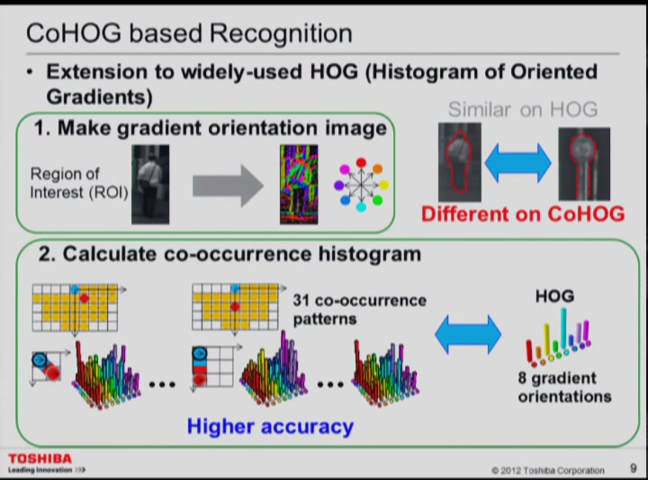 CoHOG based Recognition
• Extension to widely-used HOG (Histogram of Oriented
Gradients)
1. Make gradient orientation image
Region of
Interest (ROI)
Similar on HOG
Different on CoHOG
2. Calculate co-occurrence histogram
31 co-occurrence
patterns
HOG
8 gradient
orientations
Higher accuracy
TOSHIBA
Leading Innovation >>>
© 2012 Toshiba Corporation
9